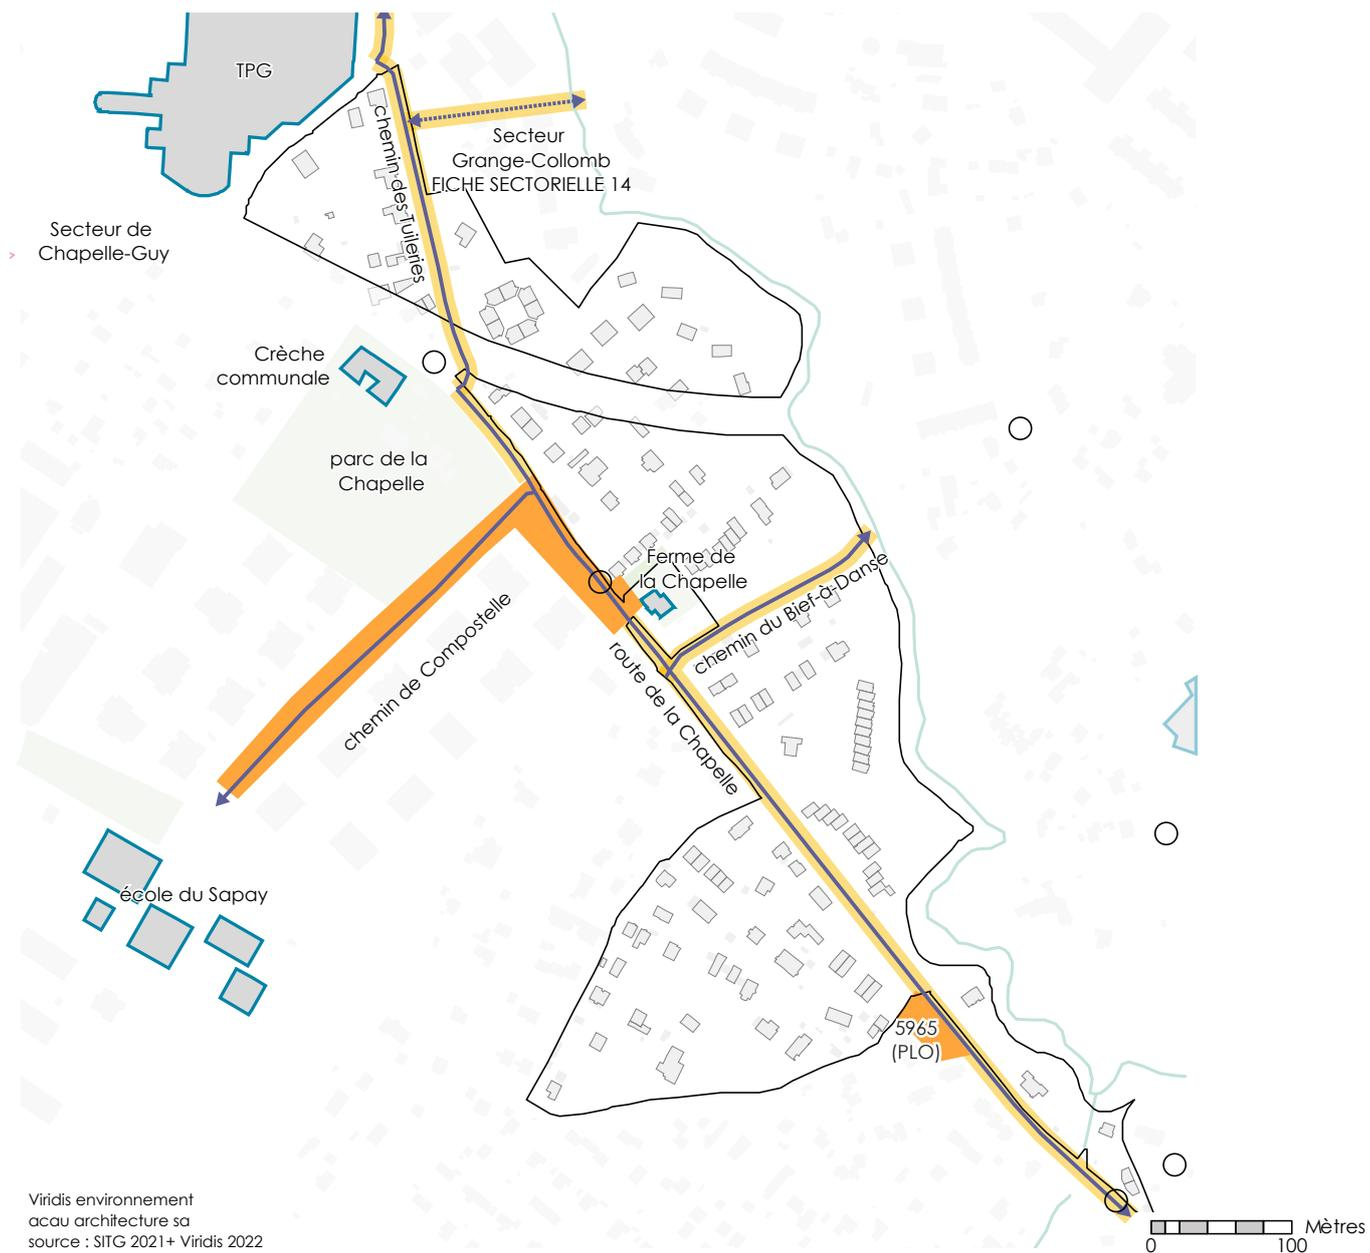 TPG
chemin des Tuileries
Secteur
Grange-Collomb
FICHE SECTORIELLE 14
Secteur de
Chapelle-Guy
Crèche
communale
parc de la
Chapelle
Ferme de
la Chapelle
chemin du Bief-à-Danse
chemin de Compostelle
route de la Chapelle
école du Sapay
5965
(PLO)
Viridis environnement
acau architecture sa
source : SITG 2021+ Viridis 2022
Mètres
0 100